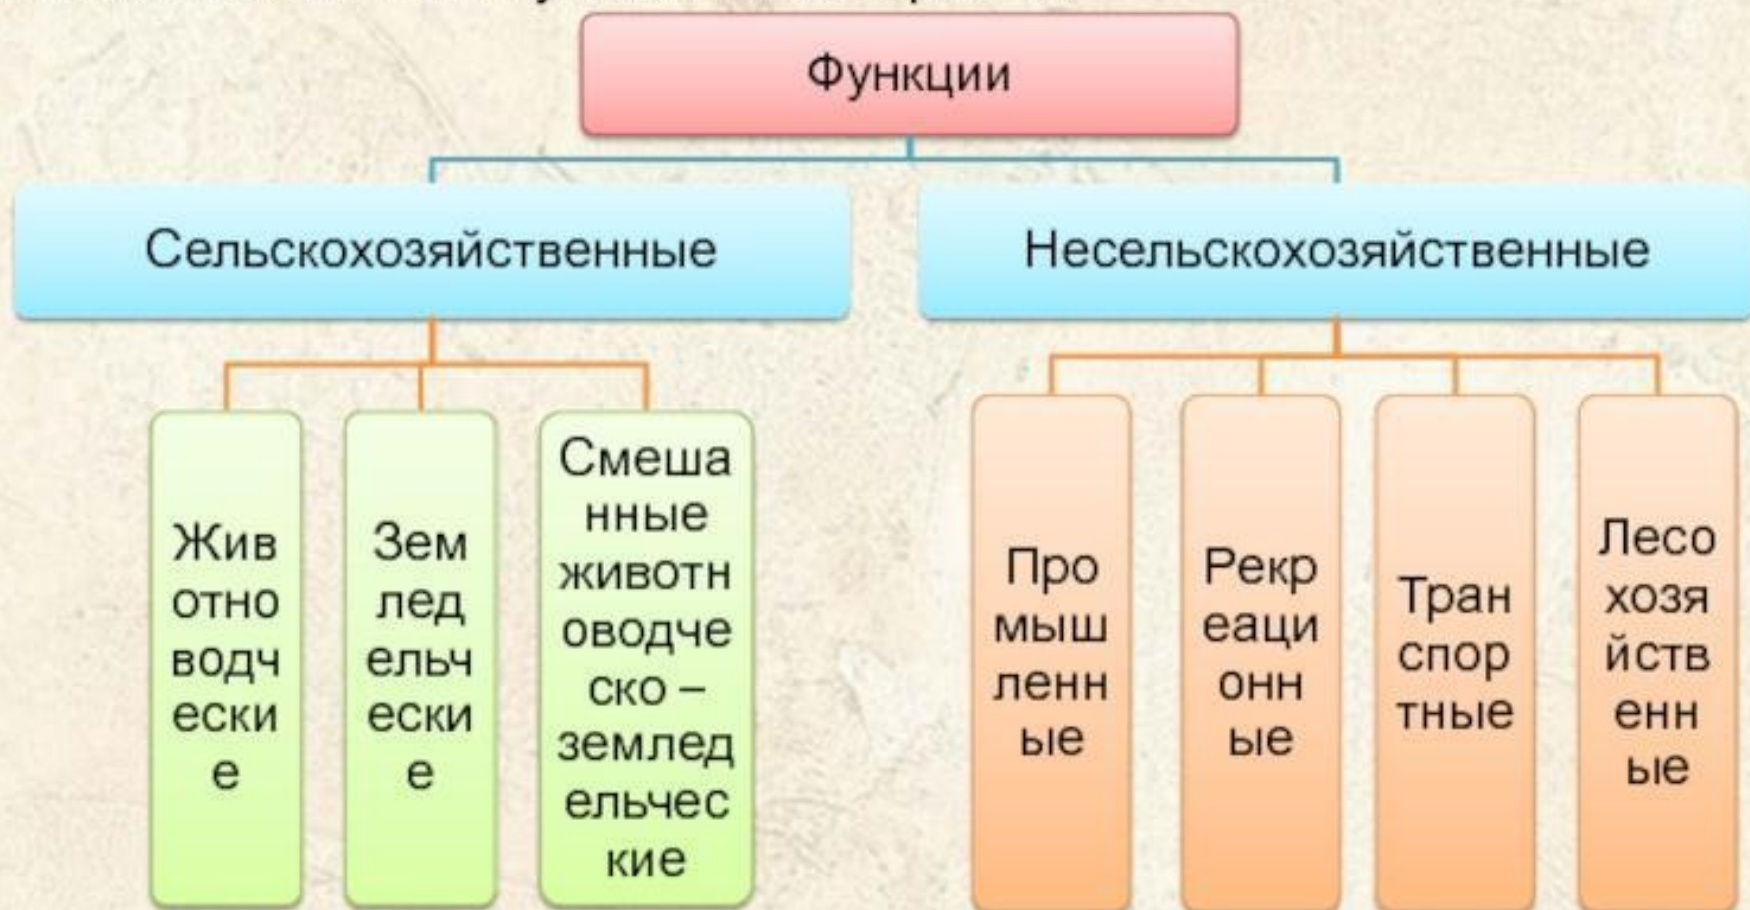 Функции
Сельскохозяйственные
Несельскохозяйственные
Жив
отно
водч
ески
е
Зем
лед
ельч
ески
е
Смеша
нные
животн
оводче
ско –
землед
ельчес
кие
Про
мыш
ленн
ые
Рекр
еаци
онн
ые
Тран
спор
тные
Лесо
хозя
йств
енн
ые